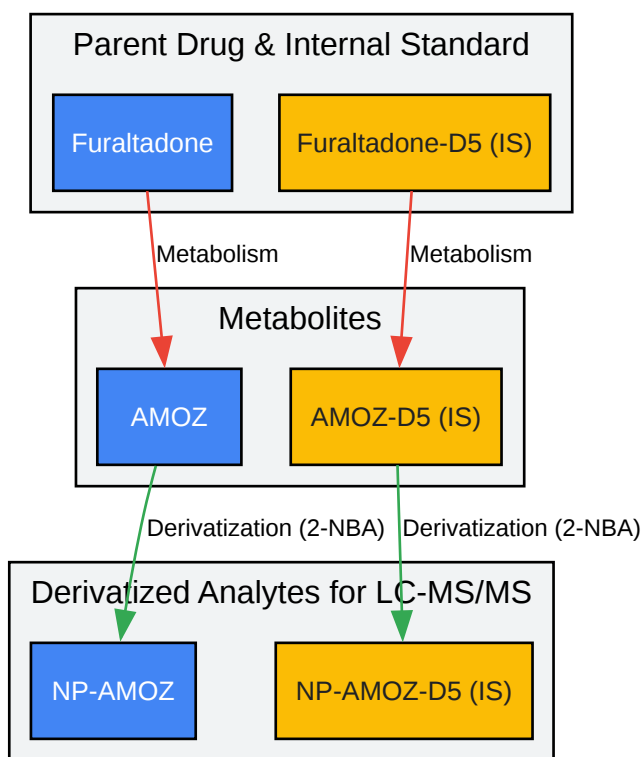 Parent Drug & Internal Standard
Furaltadone
Furaltadone-D5 (IS)
Metabolism
Metabolism
Metabolites
AMOZ
AMOZ-D5 (IS)
Derivatization (2-NBA)
Derivatization (2-NBA)
Derivatized Analytes for LC-MS/MS
NP-AMOZ
NP-AMOZ-D5 (IS)